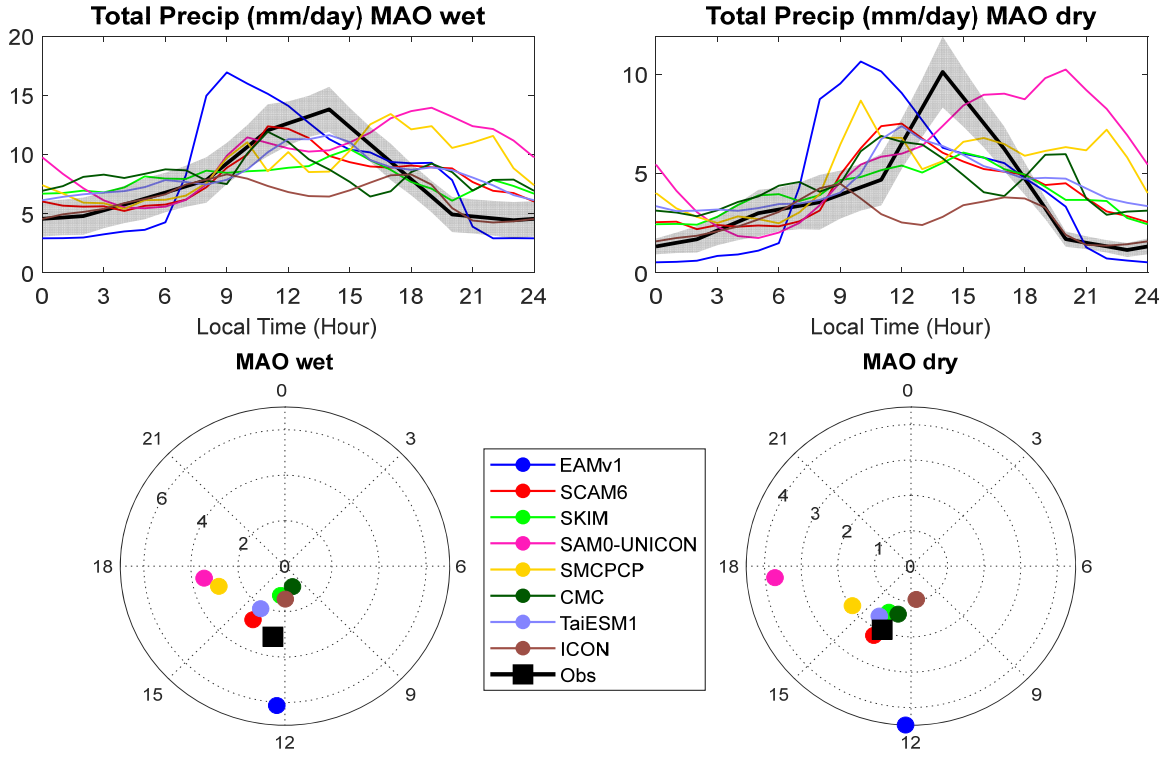 Total Precip (mm/day) MAO wet
20
15
10
5
0
0 3 6 9 12 15 18 21 24
Local Time (Hour)
Total Precip (mm/day) MAO dry
10
5
0
0 3 6 9 12 15 18 21 24
Local Time (Hour)
MAO wet
0
21 3
6
4
2
18 0 6
15 9
12
EAMv1
SCAM6
SKIM
SAM0-UNICON
SMCPCP
CMC
TaiESM1
ICON
Obs
MAO dry
0
21 3
4
3
2
1
18 0 6
15 9
12